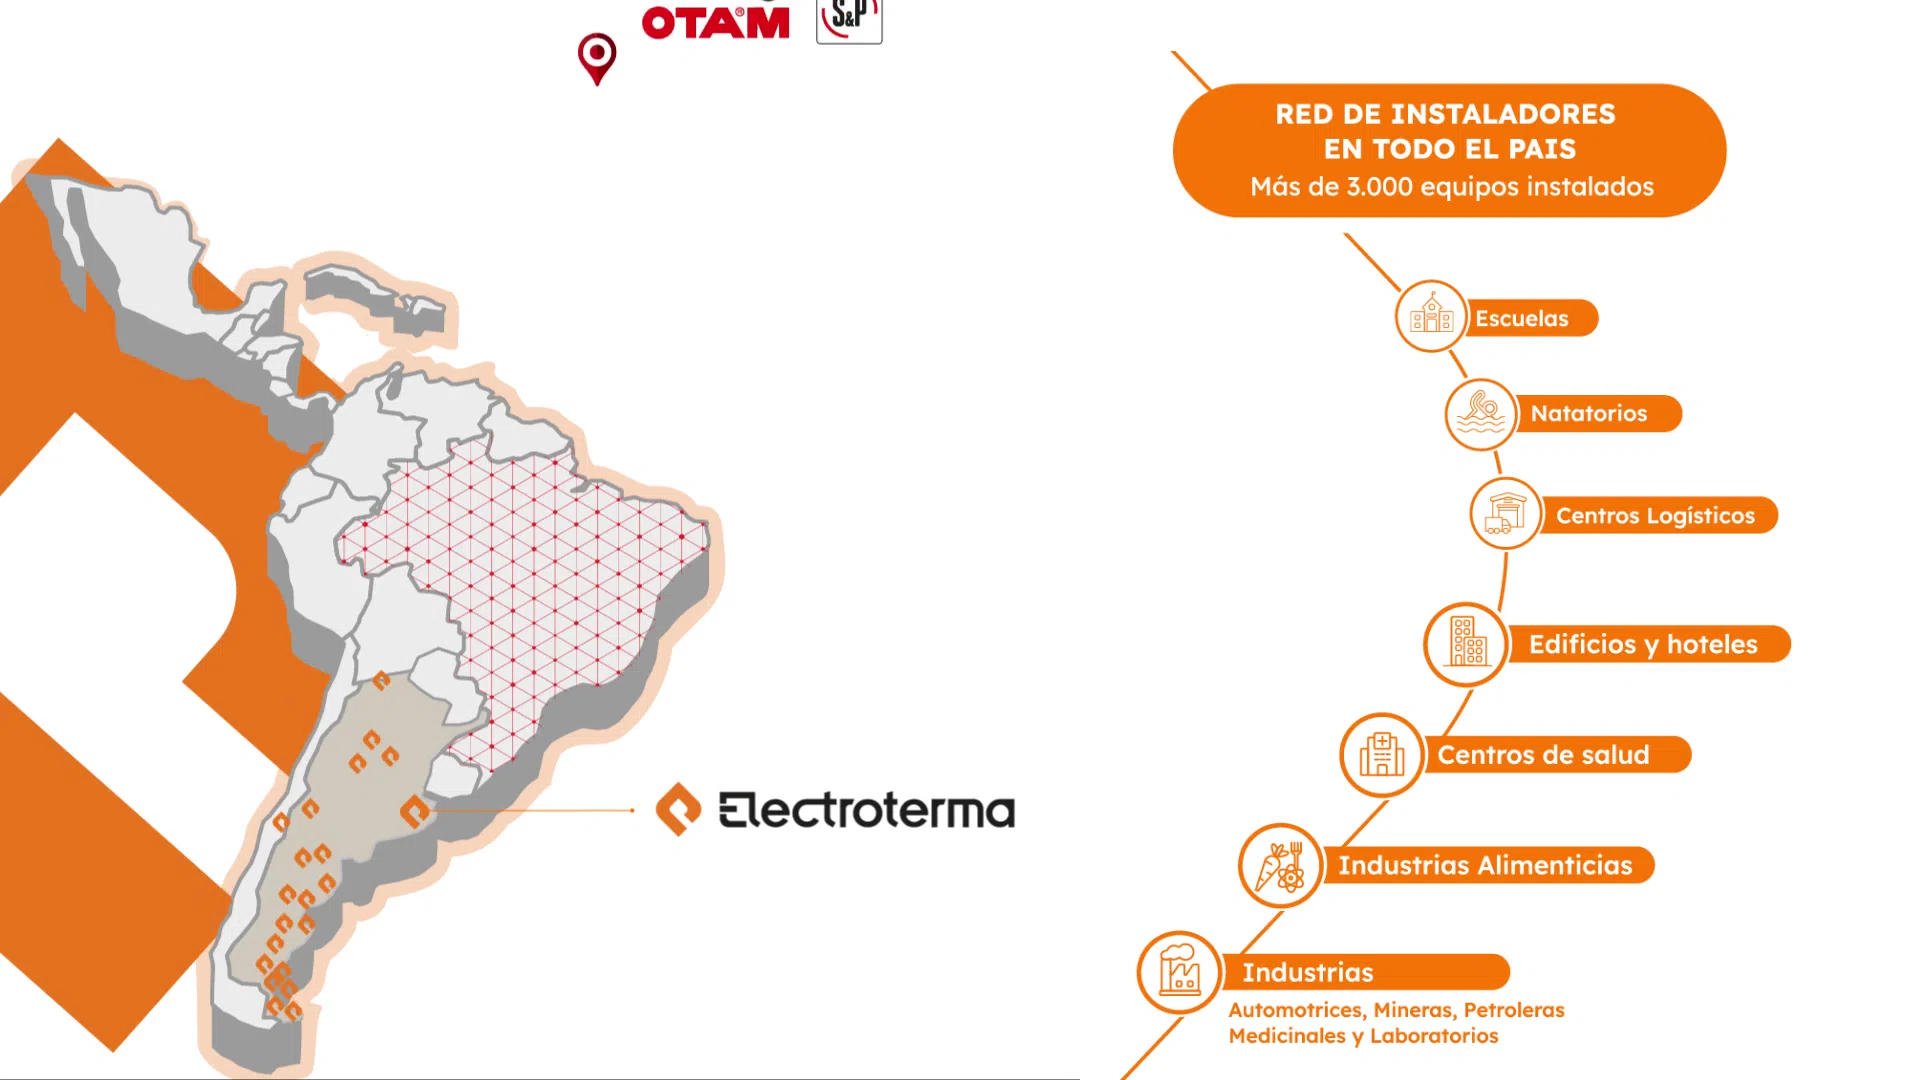 OTAM
S&P
RED DE INSTALADORES
EN TODO EL PAIS
Más de 3.000 equipos instalados
Escuelas
Natatorios
Centros Logísticos
Edificios y hoteles
Centros de salud
Electroterma
Industrias Alimenticias
Industrias
Automotrices, Mineras, Petroleras
Medicinales y Laboratorios